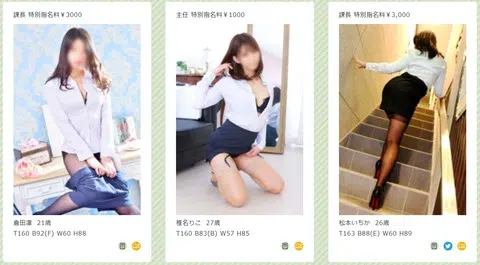 課長 特別指名料￥3000
倉田凛 21歳
T160 B92(F) W60 H88
主任 特別指名料￥1000
椎名りこ 27歳
T160 B83(B) W57 H85
課長 特別指名料￥3,000
松本いちか 26歳
T163 B88(E) W60 H89